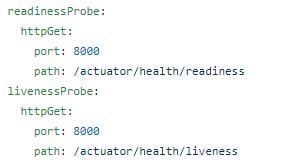 readinessProbe:
  httpGet:
    port: 8000
    path: /actuator/health/readiness
livenessProbe:
  httpGet:
    port: 8000
    path: /actuator/health/liveness